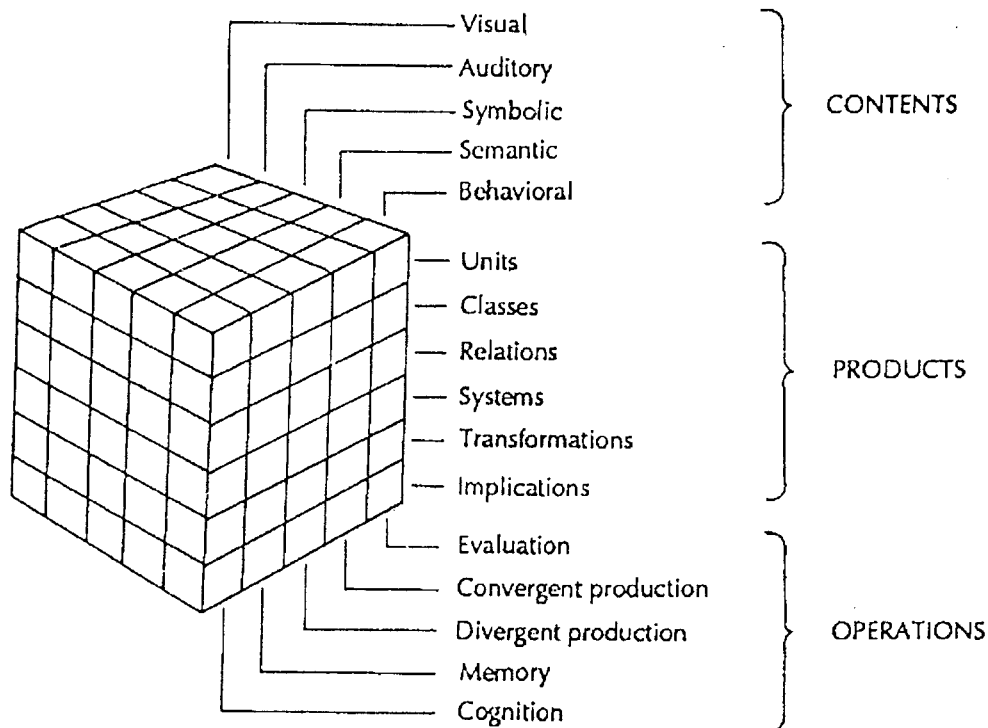 Visual
Auditory
Symbolic
Semantic
Behavioral
CONTENTS
Units
Classes
Relations
Systems
Transformations
Implications
PRODUCTS
Evaluation
Convergent production
Divergent production
Memory
Cognition
OPERATIONS